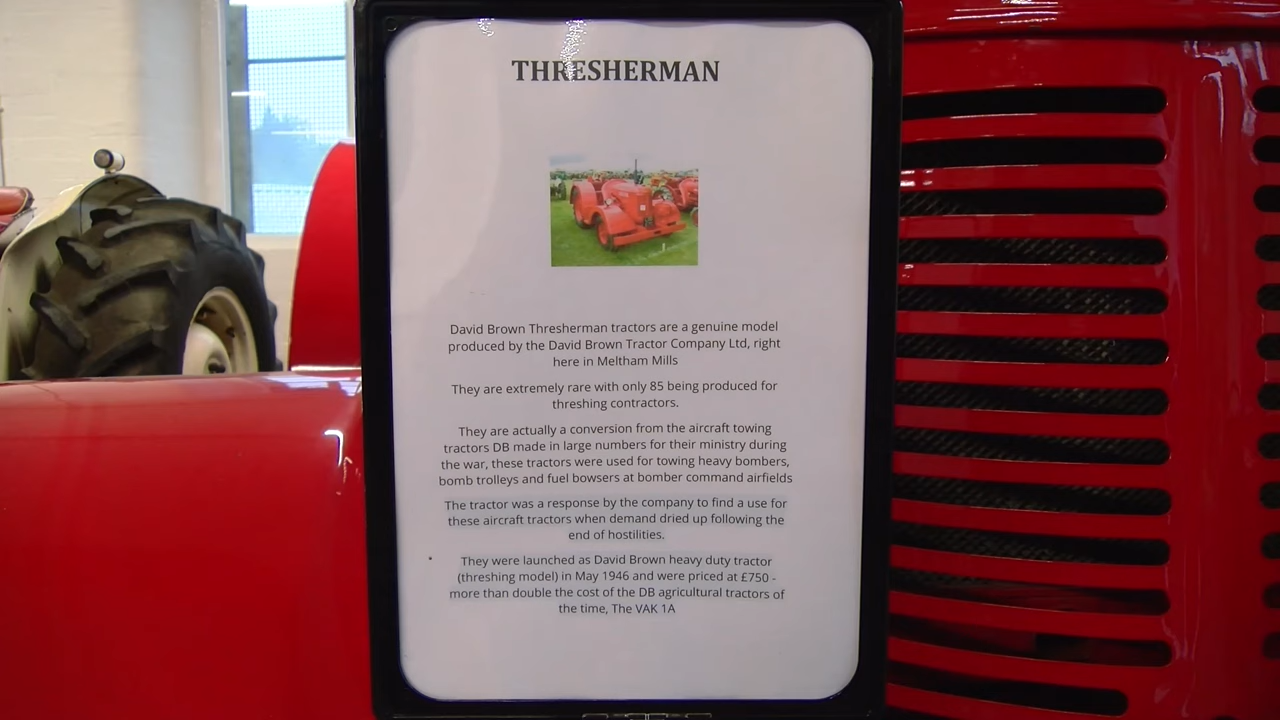 THRESHERMAN
David Brown Thresherman tractors are a genuine model
produced by the David Brown Tractor Company Ltd, right
here in Meltham Mills
They are extremely rare with only 85 being produced for
threshing contractors.
They are actually a conversion from the aircraft towing
tractors DB made in large numbers for their ministry during
the war, these tractors were used for towing heavy bombers,
bomb trolleys and fuel bowsers at bomber command airfields
The tractor was a response by the company to find a use for
these aircraft tractors when demand dried up following the
end of hostilities.
They were launched as David Brown heavy duty tractor
(threshing model) in May 1946 and were priced at £750 -
more than double the cost of the DB agricultural tractors of
the time, The VAK 1A